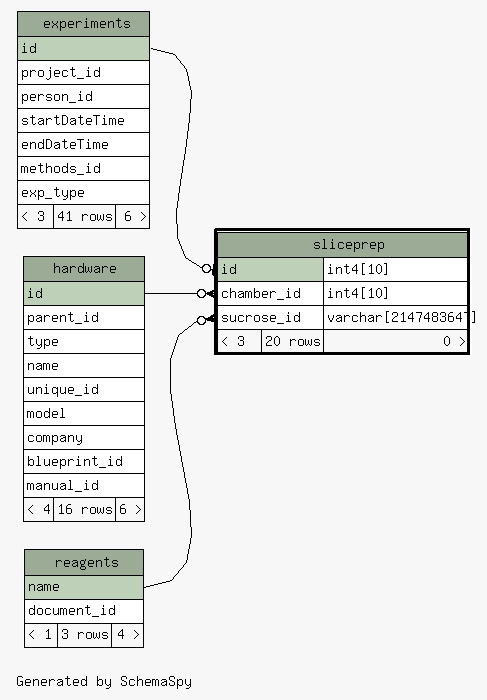 experiments
id
project_id
person_id
startDateTime
endDateTime
methods_id
exp_type
< 3 41 rows 6 >
sliceprep
id int4[10]
chamber_id int4[10]
sucrose_id varchar[2147483647]
< 3 20 rows 0 >
hardware
id
parent_id
type
name
unique_id
model
company
blueprint_id
manual_id
< 4 16 rows 6 >
reagents
name
document_id
< 1 3 rows 4 >
Generated by SchemaSpy